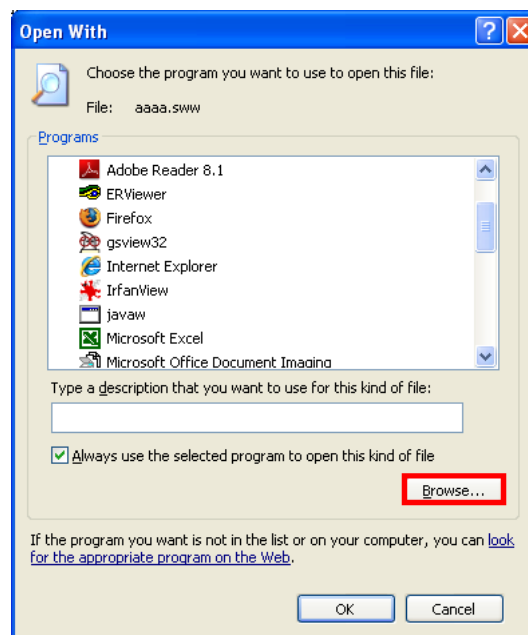 Open With
Choose the program you want to use to open this file:
File: aaaa.sww
Programs
Adobe Reader 8.1
ERViewer
Firefox
gsview32
Internet Explorer
IrfanView
javaw
Microsoft Excel
Microsoft Office Document Imaging
Type a description that you want to use for this kind of file:
Always use the selected program to open this kind of file
Browse...
If the program you want is not in the list or on your computer, you can look
for the appropriate program on the Web.
OK Cancel